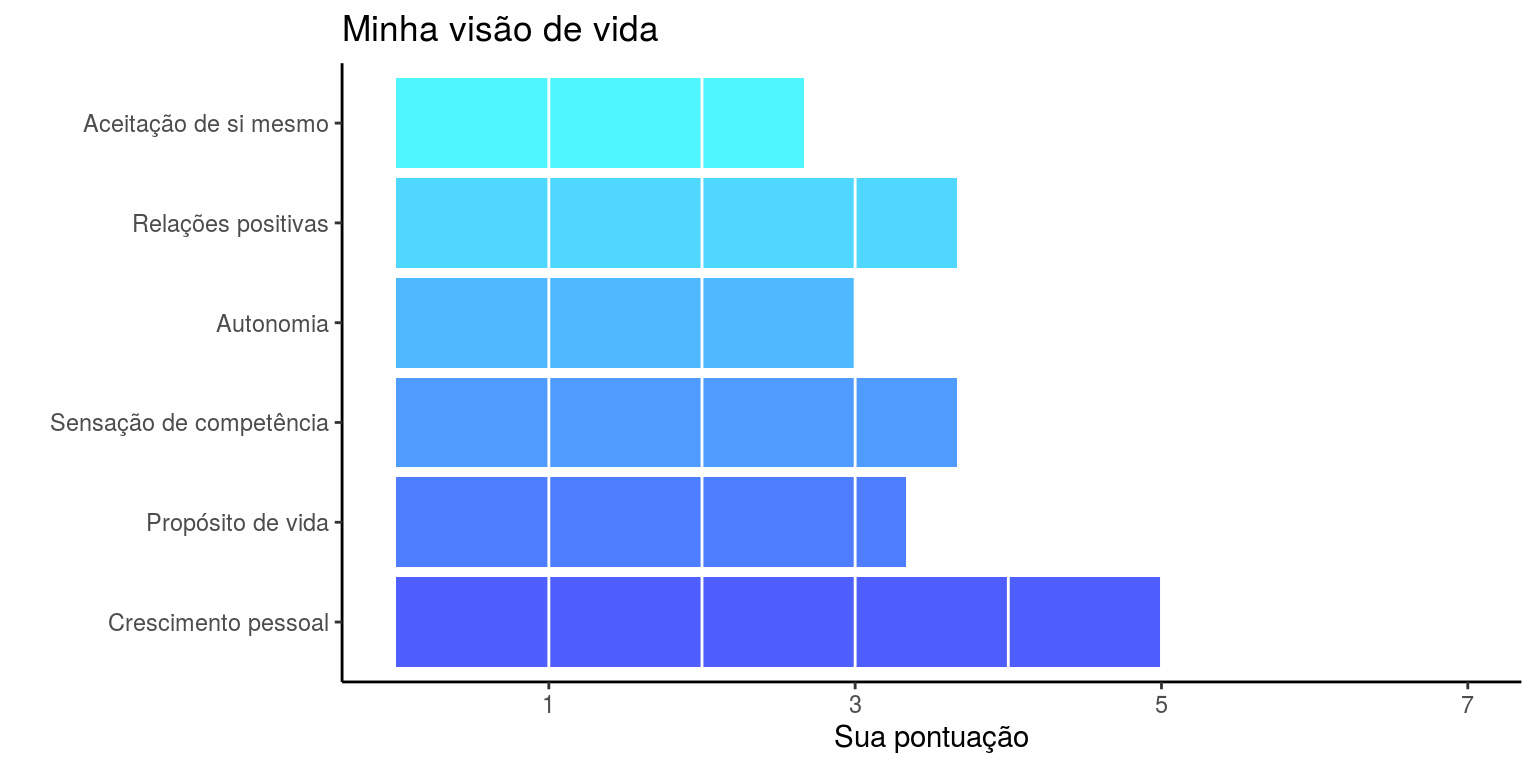 Minha visão de vida
Aceitação de si mesmo
Relações positivas
Autonomia
Sensação de competência
Propósito de vida
Crescimento pessoal
1 3 5 7
Sua pontuação